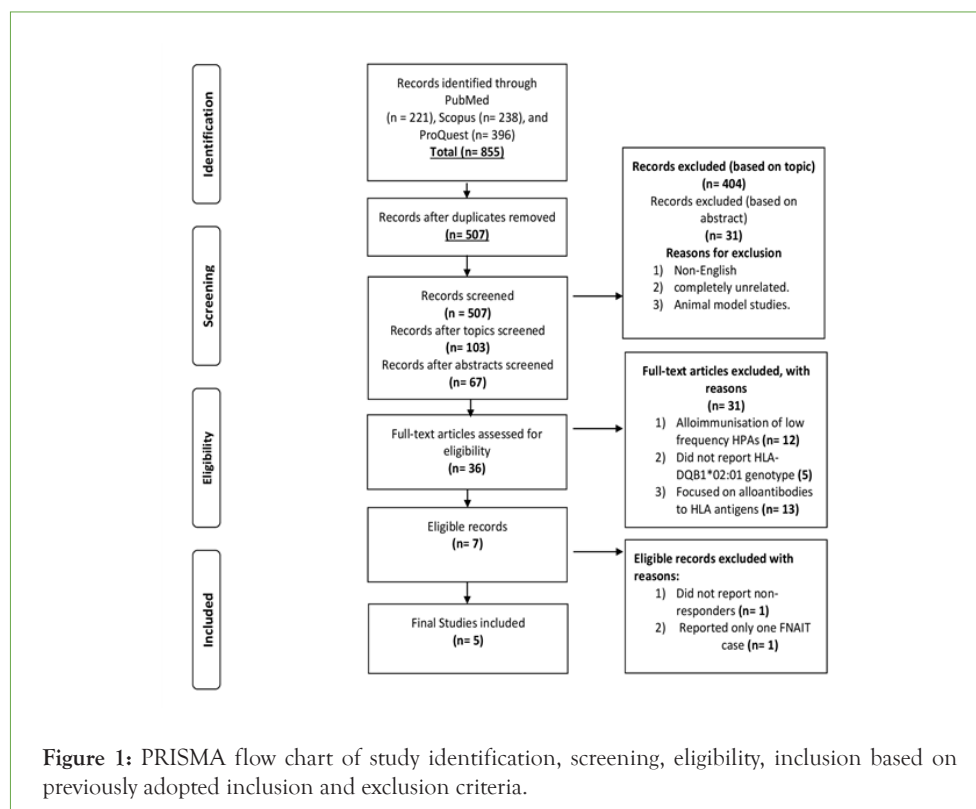 Identification
Records identified through
PubMed
(n = 221), Scopus (n= 238), and
ProQuest (n= 396)
Total (n= 855)
Records after duplicates removed
(n= 507)
Records excluded (based on topic)
(n= 404)
Records excluded (based on
abstract)
(n= 31)
Reasons for exclusion
1) Non-English
2) completely unrelated.
3) Animal model studies.
Screening
Records screened
(n = 507)
Records after topics screened
(n= 103)
Records after abstracts screened
(n= 67)
Eligibility
Full-text articles assessed for
eligibility
(n= 36)
Full-text articles excluded, with
reasons
(n= 31)
1) Alloimmunisation of low
frequency HPAs (n= 12)
2) Did not report HLA-
DQB1*02:01 genotype (5)
3) Focused on alloantibodies
to HLA antigens (n= 13)
Eligible records
(n= 7)
Included
Eligible records excluded with
reasons:
1) Did not report non-
responders (n= 1)
2) Reported only one FNAIT
case (n= 1)
Final Studies included
(n= 5)
Figure 1: PRISMA flow chart of study identification, screening, eligibility, inclusion based on
previously adopted inclusion and exclusion criteria.